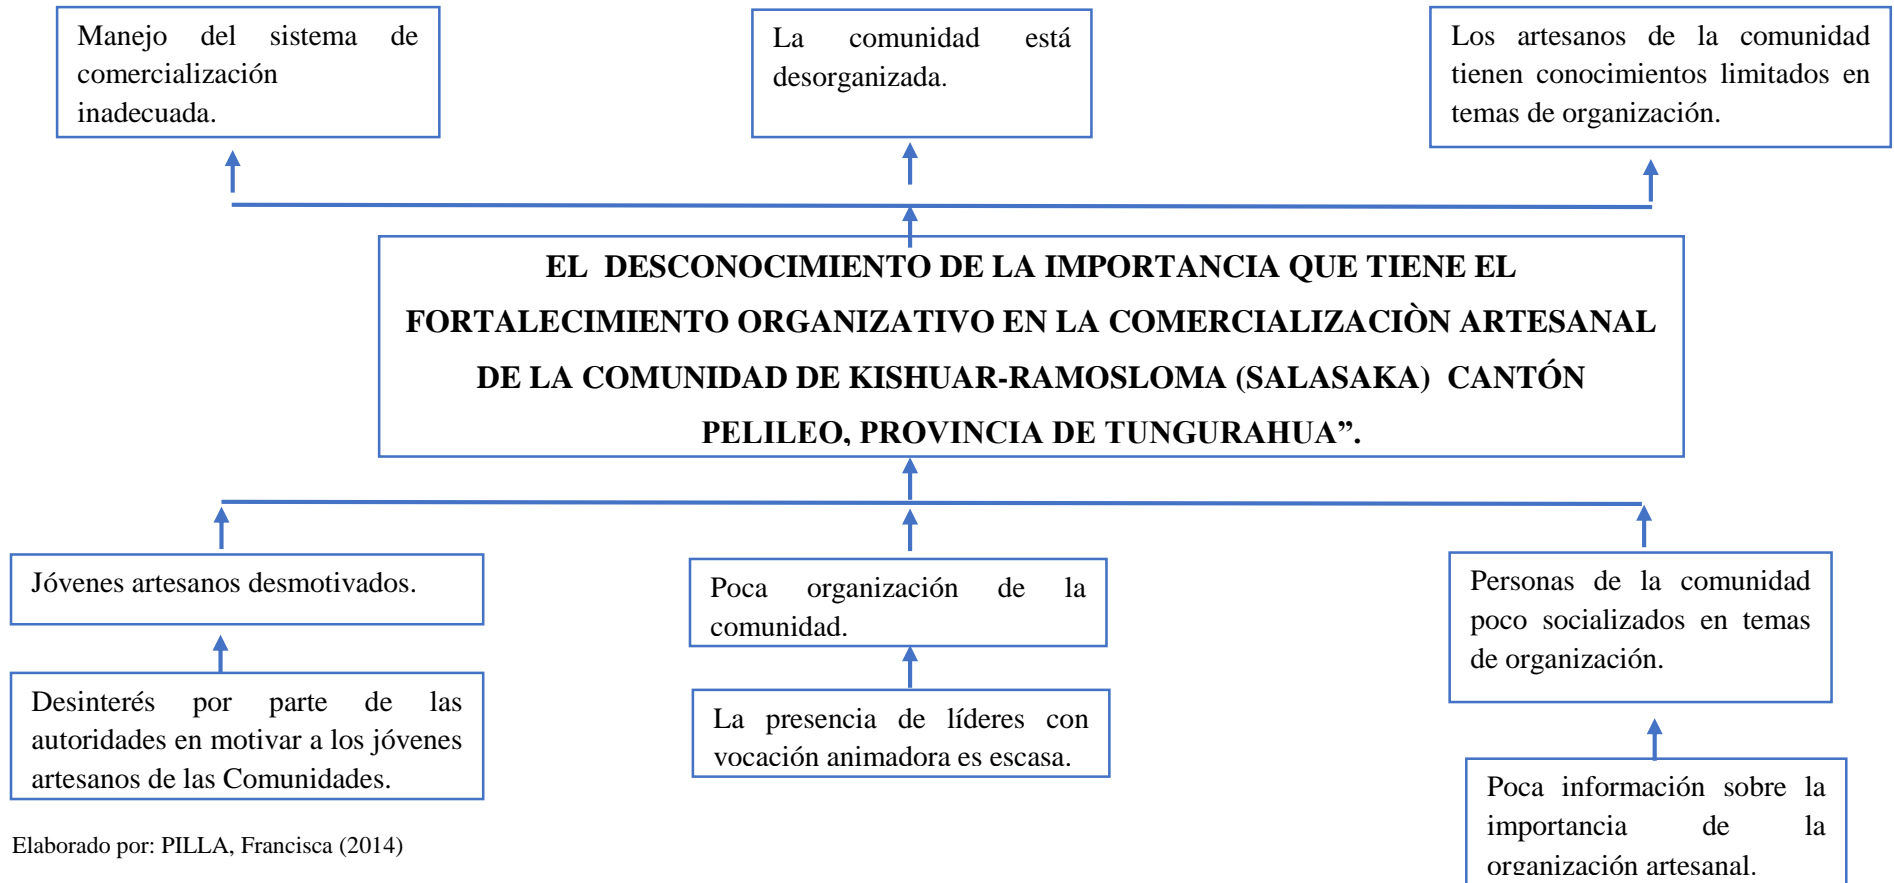 Manejo del sistema de
comercialización
inadecuada.
La comunidad está
desorganizada.
Los artesanos de la comunidad
tienen conocimientos limitados en
temas de organización.
EL DESCONOCIMIENTO DE LA IMPORTANCIA QUE TIENE EL
FORTALECIMIENTO ORGANIZATIVO EN LA COMERCIALIZACIÒN ARTESANAL
DE LA COMUNIDAD DE KISHUAR-RAMOSLOMA (SALASAKA) CANTÓN
PELILEO, PROVINCIA DE TUNGURAHUA”.
Jóvenes artesanos desmotivados.
Poca organización de la
comunidad.
Personas de la comunidad
poco socializados en temas
de organización.
Desinterés por parte de las
autoridades en motivar a los jóvenes
artesanos de las Comunidades.
La presencia de líderes con
vocación animadora es escasa.
Poca información sobre la
importancia de la
organización artesanal.
Elaborado por: PILLA, Francisca (2014)